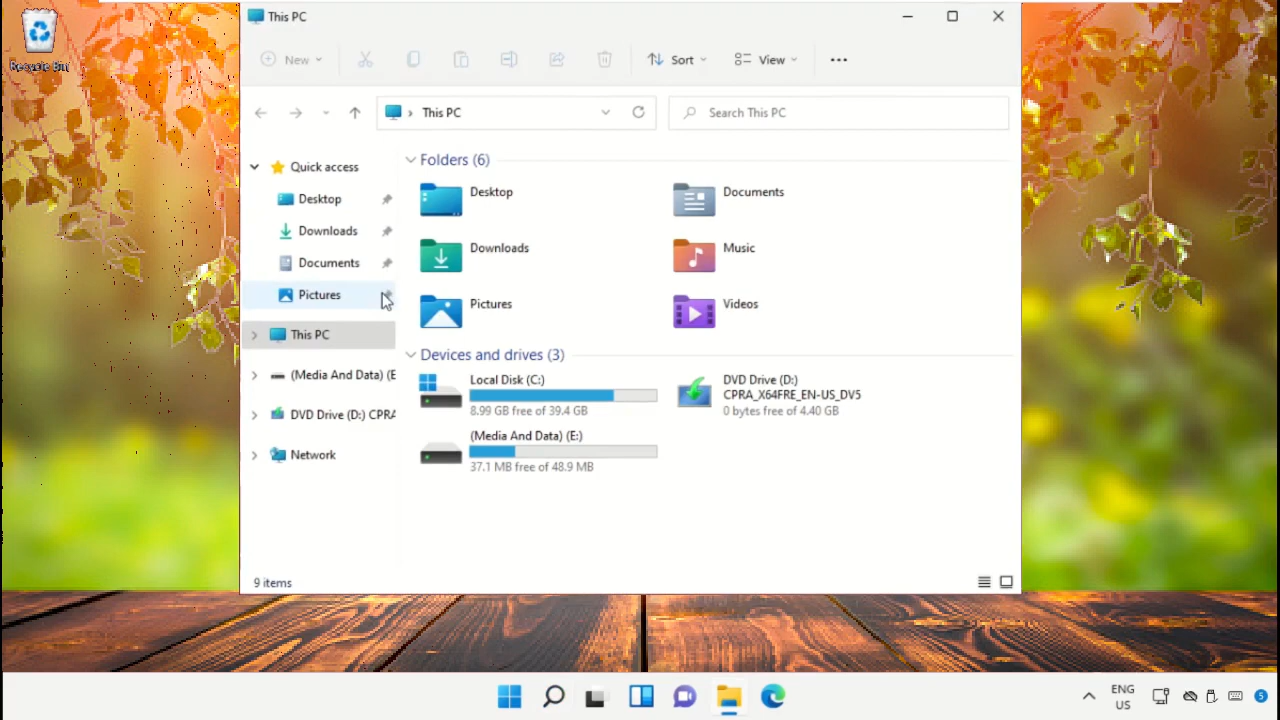 Recycle Bin
This PC
New
Sort
View
This PC
Search This PC
Quick access
Desktop
Downloads
Documents
Pictures
This PC
(Media And Data) (E
DVD Drive (D:) CPRA
Network
Folders (6)
Desktop
Documents
Downloads
Music
Pictures
Videos
Devices and drives (3)
Local Disk (C:)
8.99 GB free of 39.4 GB
DVD Drive (D:)
CPRA_X64FRE_EN-US_DV5
0 bytes free of 4.40 GB
(Media And Data) (E:)
37.1 MB free of 48.9 MB
9 items
ENG
US
5